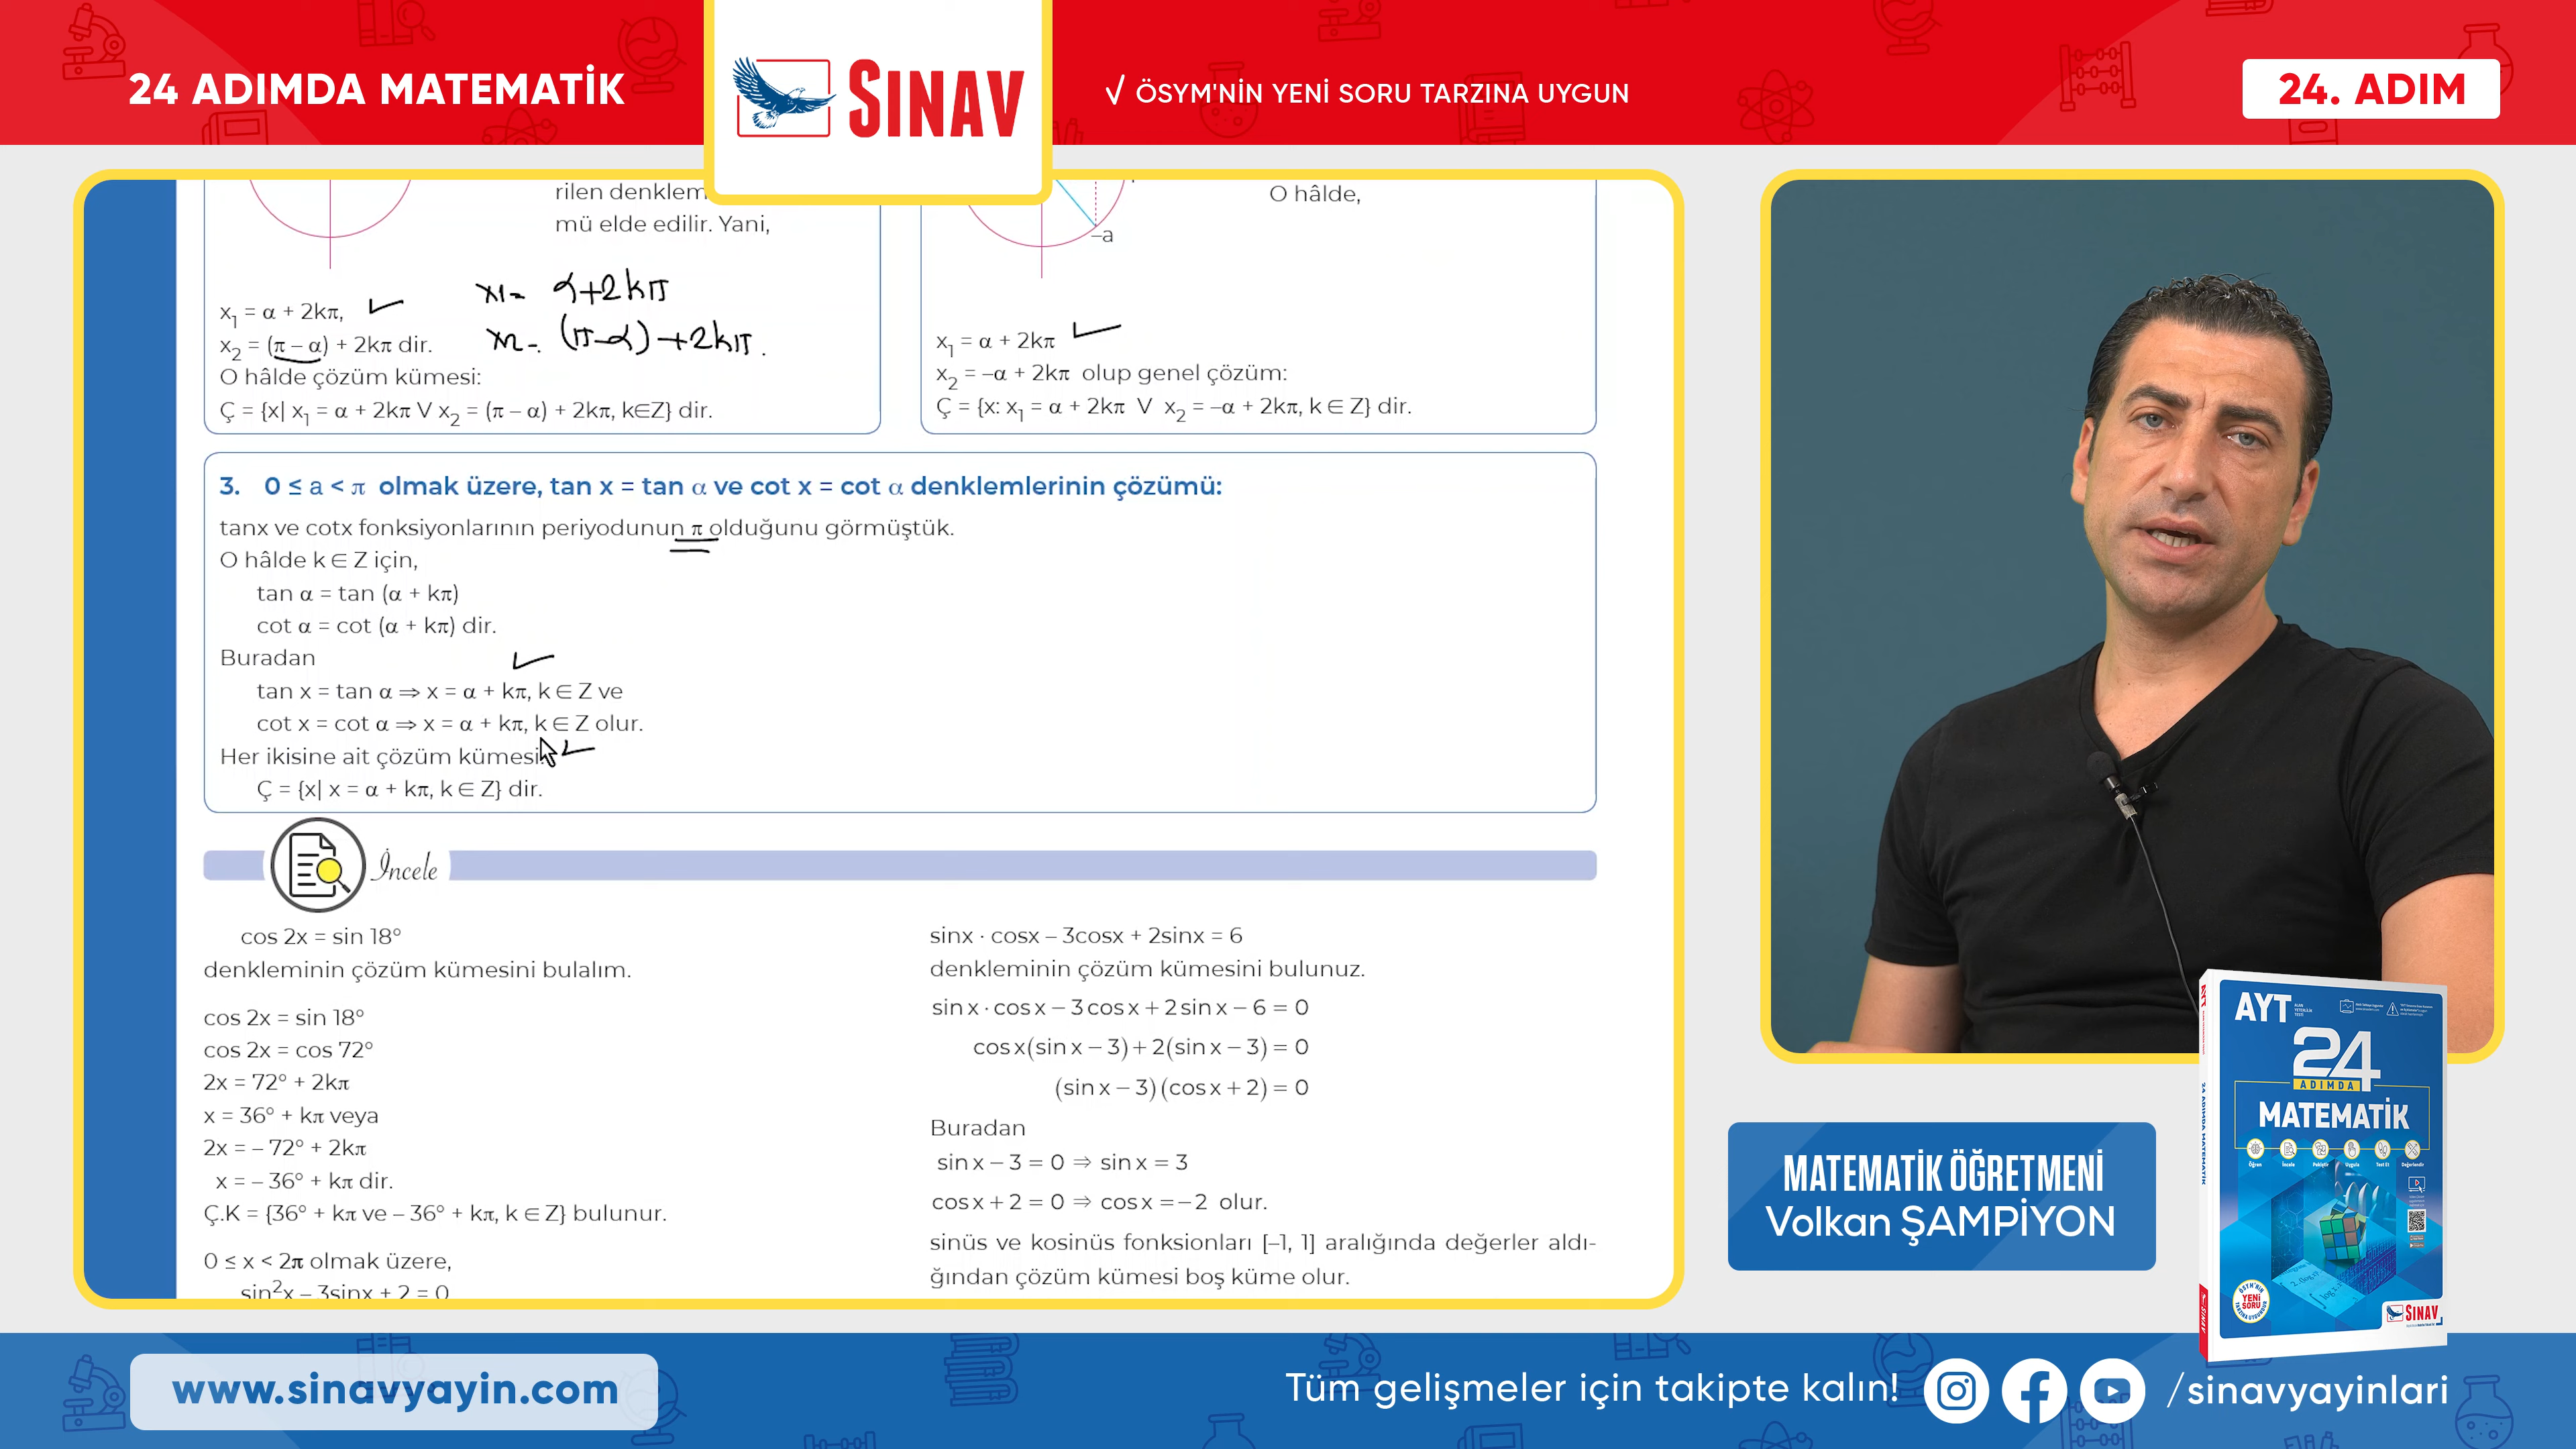 24 ADIMDA MATEMATİK
SINAV
√ ÖSYM'NİN YENİ SORU TARZINA UYGUN
24. ADIM
rilen denklem
mü elde edilir. Yani,
x₁ = α + 2kπ,
x₂ = (π – α) + 2kπ dir.
x₁ = α+2kπ
x₂ = (π-α)+2kπ.
O hâlde çözüm kümesi:
Ç = {x| x₁ = α + 2kπ V x₂ = (π – α) + 2kπ, k∈Z} dir.
O hâlde,
–a
x₁ = α + 2kπ
x₂ = –α + 2kπ olup genel çözüm:
Ç = {x: x₁ = α + 2kπ V x₂ = –α + 2kπ, k ∈ Z} dir.
3. 0 ≤ a < π olmak üzere, tan x = tan α ve cot x = cot α denklemlerinin çözümü:
tanx ve cotx fonksiyonlarının periyodunun π olduğunu görmüştük.
O hâlde k ∈ Z için,
tan α = tan (α + kπ)
cot α = cot (α + kπ) dir.
Buradan
tan x = tan α ⇒ x = α + kπ, k ∈ Z ve
cot x = cot α ⇒ x = α + kπ, k ∈ Z olur.
Her ikisine ait çözüm kümesi
Ç = {x| x = α + kπ, k ∈ Z} dir.
İncele
cos 2x = sin 18°
denkleminin çözüm kümesini bulalım.
cos 2x = sin 18°
cos 2x = cos 72°
2x = 72° + 2kπ
x = 36° + kπ veya
2x = – 72° + 2kπ
x = – 36° + kπ dir.
Ç.K = {36° + kπ ve – 36° + kπ, k ∈ Z} bulunur.
0 ≤ x < 2π olmak üzere,
sin²x – 3sinx + 2 = 0
sinx · cosx – 3cosx + 2sinx = 6
denkleminin çözüm kümesini bulunuz.
sin x · cos x – 3 cos x + 2 sin x – 6 = 0
cos x(sin x – 3) + 2(sin x – 3) = 0
(sin x – 3)(cos x + 2) = 0
Buradan
sin x – 3 = 0 ⇒ sin x = 3
cos x + 2 = 0 ⇒ cos x = –2 olur.
sinüs ve kosinüs fonksionları [–1, 1] aralığında değerler aldı-
ğından çözüm kümesi boş küme olur.
MATEMATİK ÖĞRETMENİ
Volkan ŞAMPİYON
AYT
24
ADIMDA
MATEMATİK
ÖSYM'NİN
YENİ
SORU
SINAV
www.sinavyayin.com
Tüm gelişmeler için takipte kalın!
/sinavyayinlari